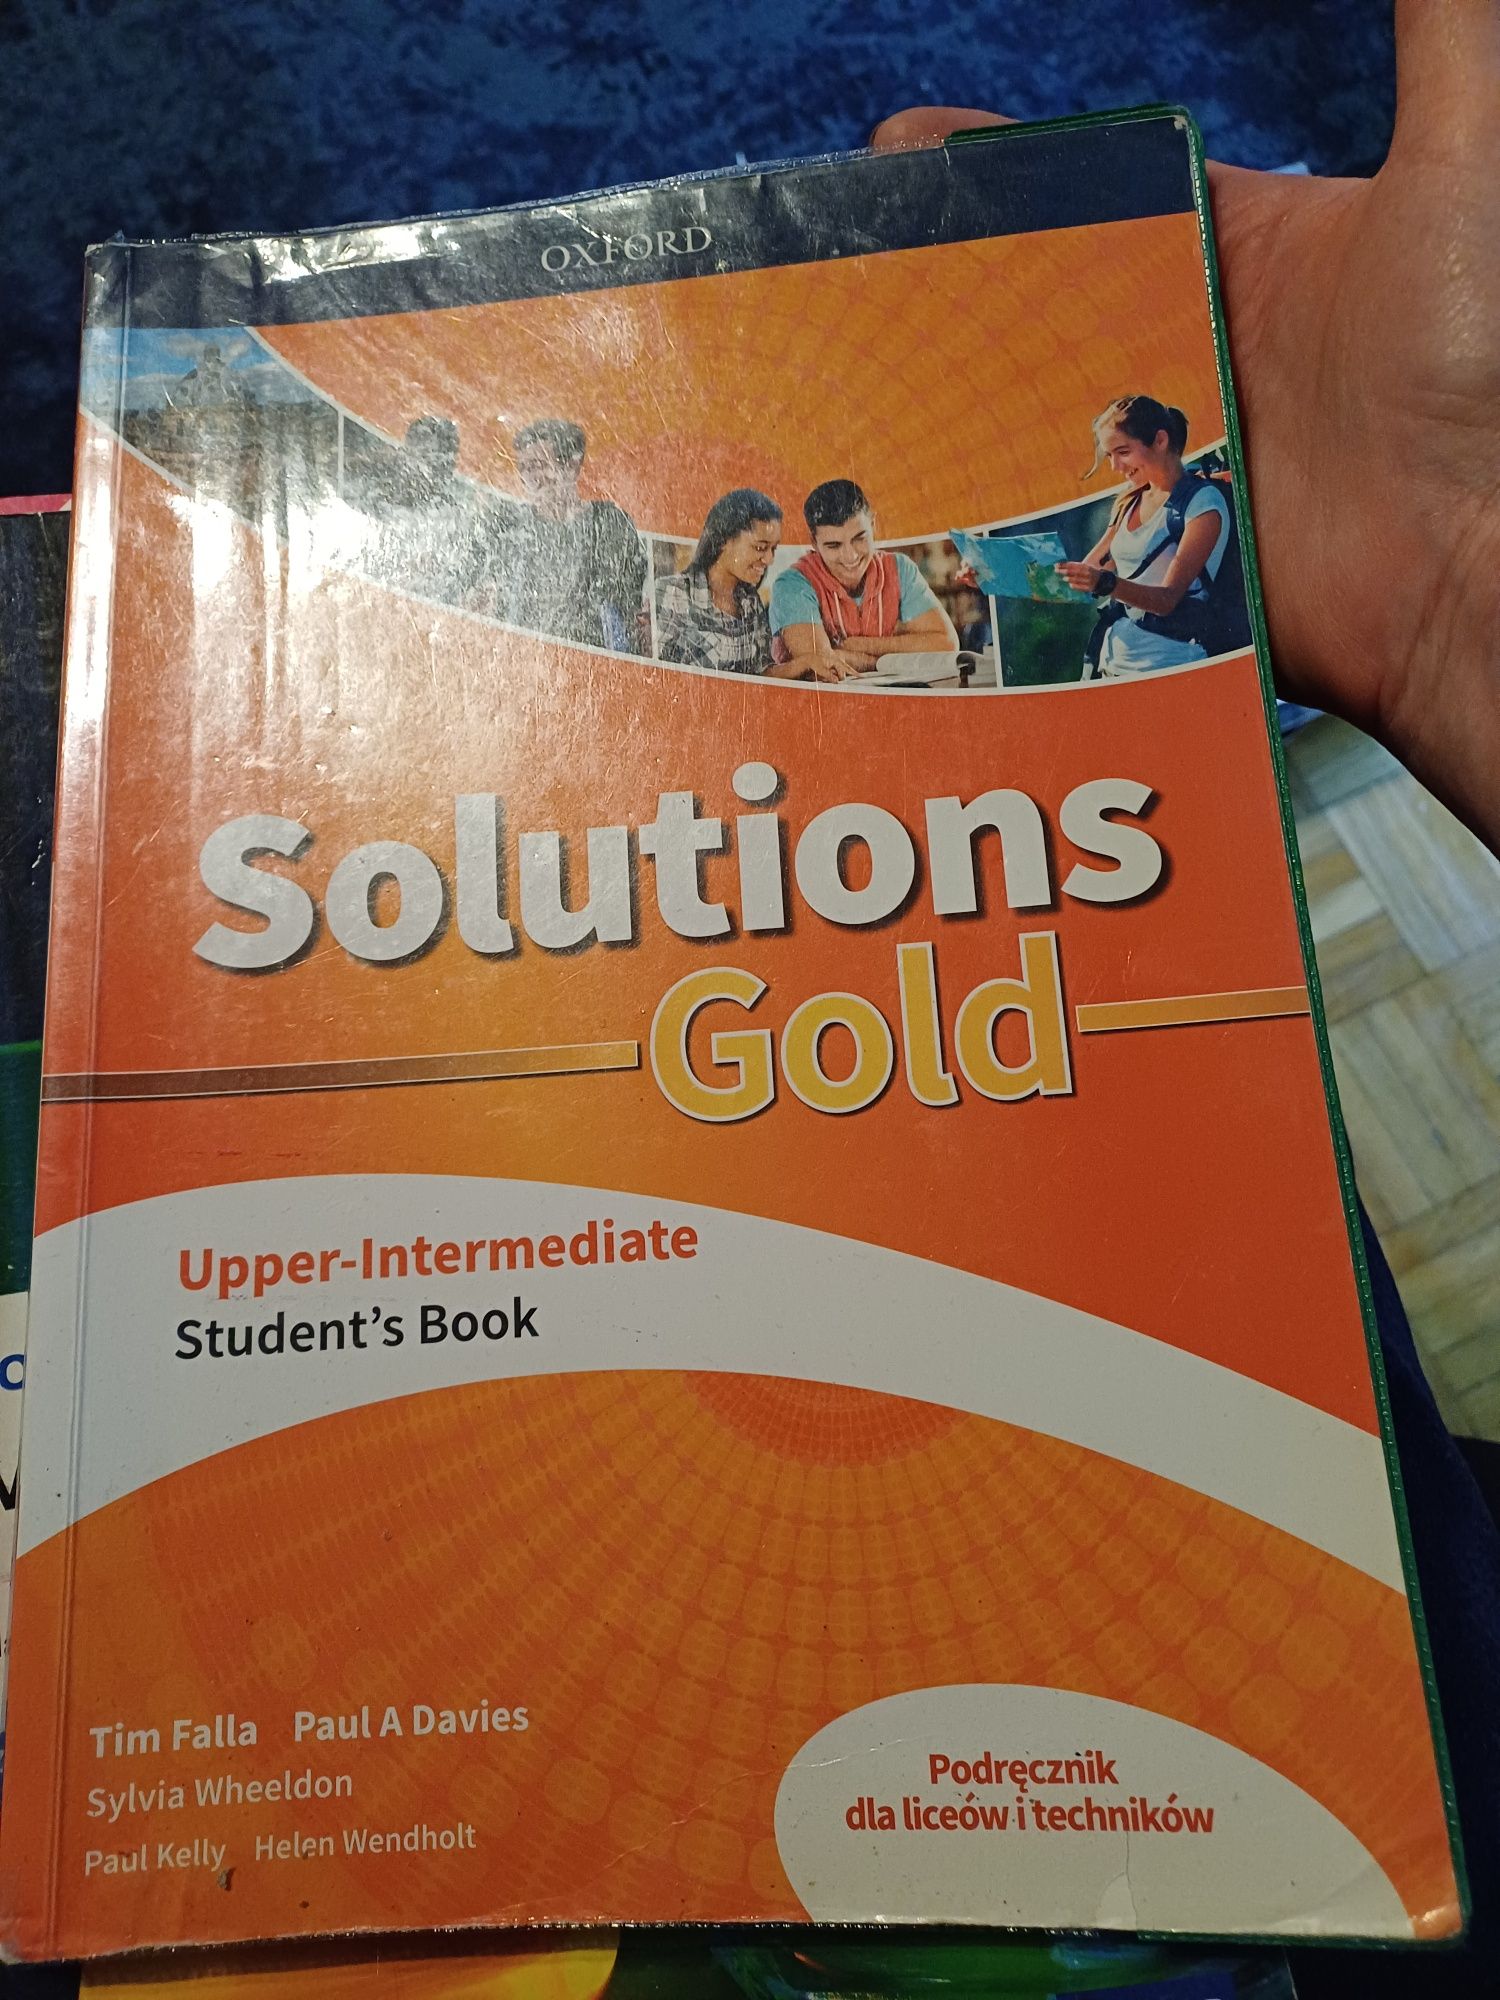 OXFORD
Solutions
Gold
Upper-Intermediate
Student's Book
Tim Falla Paul A Davies
Sylvia Wheeldon
Paul Kelly Helen Wendholt
Podręcznik
dla liceów i techników